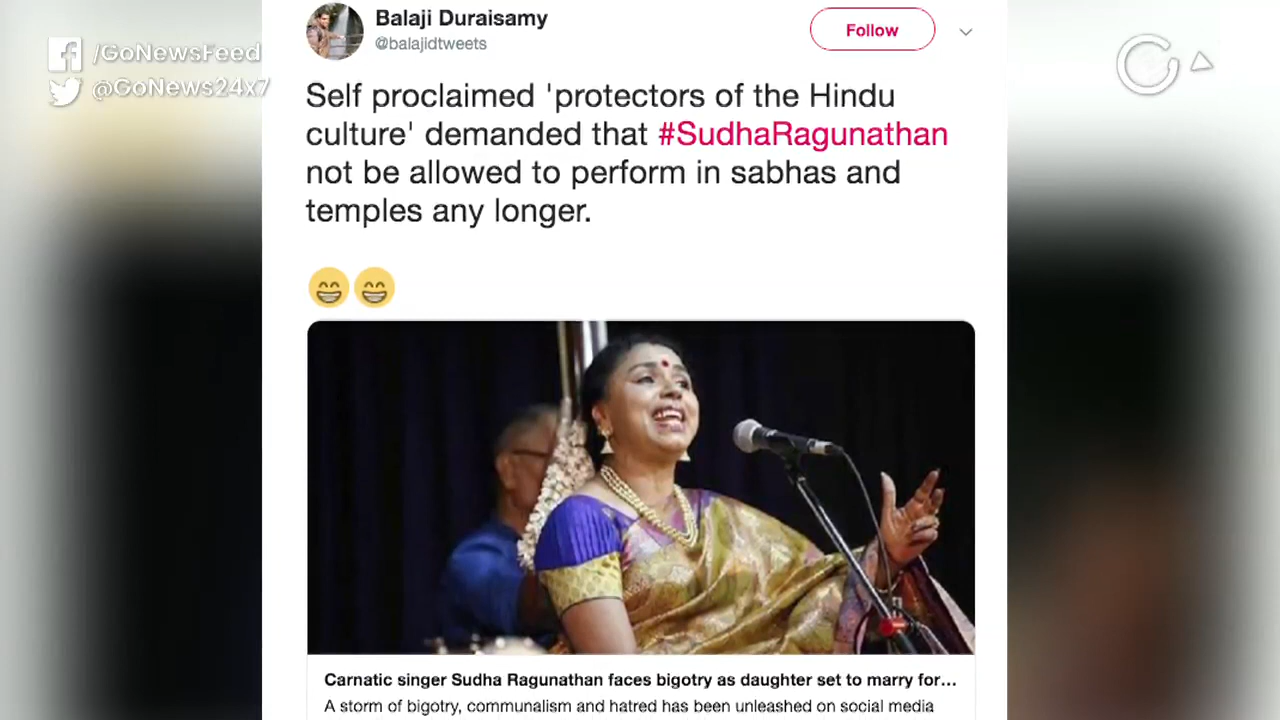 /GoNewsFeed
@GoNews24x7
Balaji Duraisamy
@balajidtweets
Follow
Self proclaimed 'protectors of the Hindu
culture' demanded that #SudhaRagunathan
not be allowed to perform in sabhas and
temples any longer.
Carnatic singer Sudha Ragunathan faces bigotry as daughter set to marry for...
A storm of bigotry, communalism and hatred has been unleashed on social media